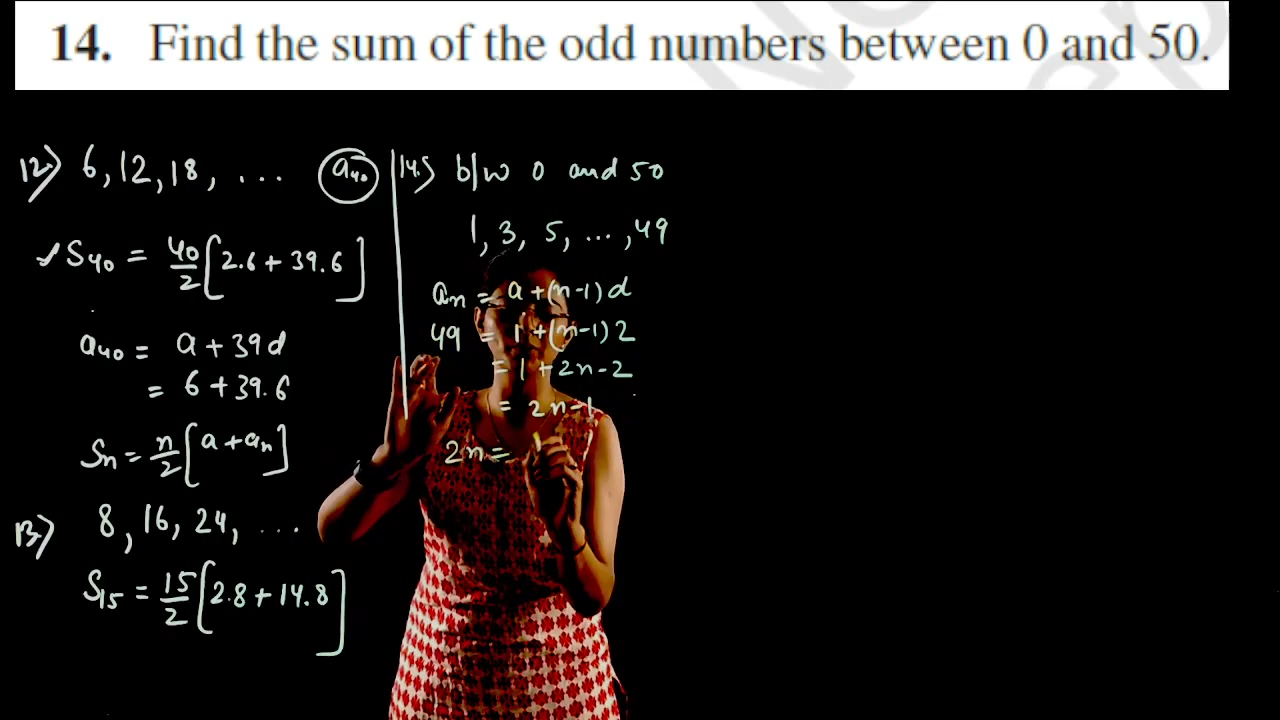 14. Find the sum of the odd numbers between 0 and 50.
12> 6, 12, 18, ... a₄₀
S₄₀ = 40/2 [2.6 + 39.6]
a₄₀ = a + 39d
= 6 + 39.6
Sn = n/2 [a + an]
13> 8, 16, 24, ...
S₁₅ = 15/2 [2.8 + 14.8]
14.> b/w 0 and 50
1, 3, 5, ..., 49
an = a + (n-1)d
49 = 1 + (n-1)2
= 1 + 2n - 2
= 2n - 1
2n =